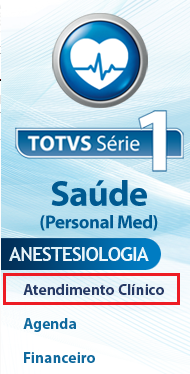 TOTVS Série 1
Saúde
(Personal Med)
ANESTESIOLOGIA
Atendimento Clínico
Agenda
Financeiro